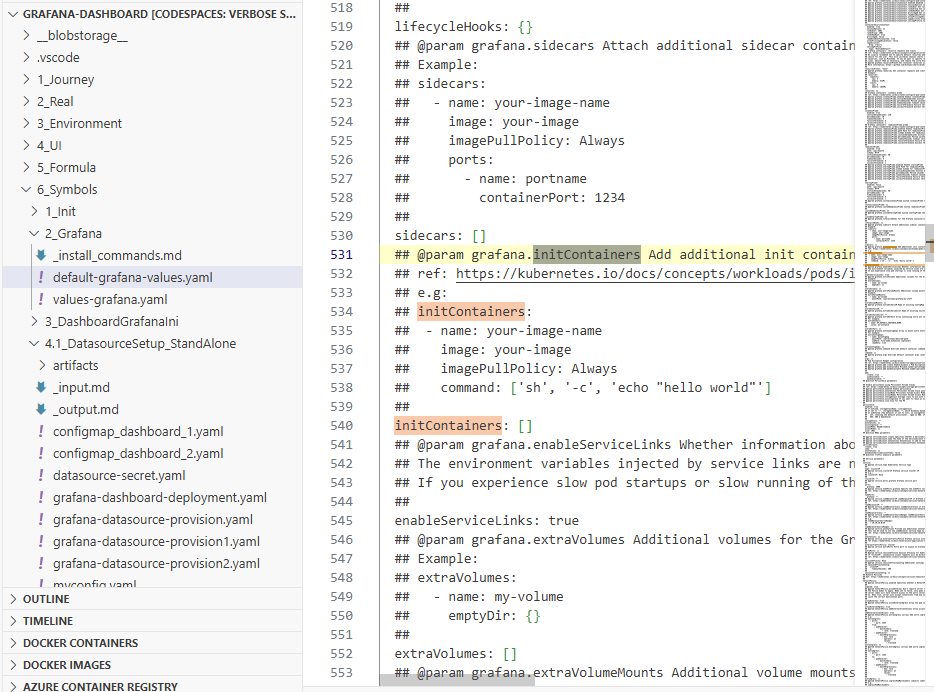 GRAFANA-DASHBOARD [CODESPACES: VERBOSE S...
__blobstorage__
.vscode
1_Journey
2_Real
3_Environment
4_UI
5_Formula
6_Symbols
1_Init
2_Grafana
_install_commands.md
default-grafana-values.yaml
values-grafana.yaml
3_DashboardGrafanaIni
4.1_DatasourceSetup_StandAlone
artifacts
_input.md
_output.md
configmap_dashboard_1.yaml
configmap_dashboard_2.yaml
datasource-secret.yaml
grafana-dashboard-deployment.yaml
grafana-datasource-provision.yaml
grafana-datasource-provision1.yaml
grafana-datasource-provision2.yaml
myconfig.yaml
OUTLINE
TIMELINE
DOCKER CONTAINERS
DOCKER IMAGES
AZURE CONTAINER REGISTRY
518 ##
519 lifecycleHooks: {}
520 ## @param grafana.sidecars Attach additional sidecar contain
521 ## Example:
522 ## sidecars:
523 ##   - name: your-image-name
524 ##     image: your-image
525 ##     imagePullPolicy: Always
526 ##     ports:
527 ##       - name: portname
528 ##         containerPort: 1234
529 ##
530 sidecars: []
531 ## @param grafana.initContainers Add additional init contain
532 ## ref: https://kubernetes.io/docs/concepts/workloads/pods/i
533 ## e.g:
534 ## initContainers:
535 ##  - name: your-image-name
536 ##    image: your-image
537 ##    imagePullPolicy: Always
538 ##    command: ['sh', '-c', 'echo "hello world"']
539 ##
540 initContainers: []
541 ## @param grafana.enableServiceLinks Whether information abo
542 ## The environment variables injected by service links are n
543 ## If you experience slow pod startups or slow running of th
544 ##
545 enableServiceLinks: true
546 ## @param grafana.extraVolumes Additional volumes for the Gr
547 ## Example:
548 ## extraVolumes:
549 ##   - name: my-volume
550 ##     emptyDir: {}
551 ##
552 extraVolumes: []
553 ## @param grafana.extraVolumeMounts Additional volume mounts